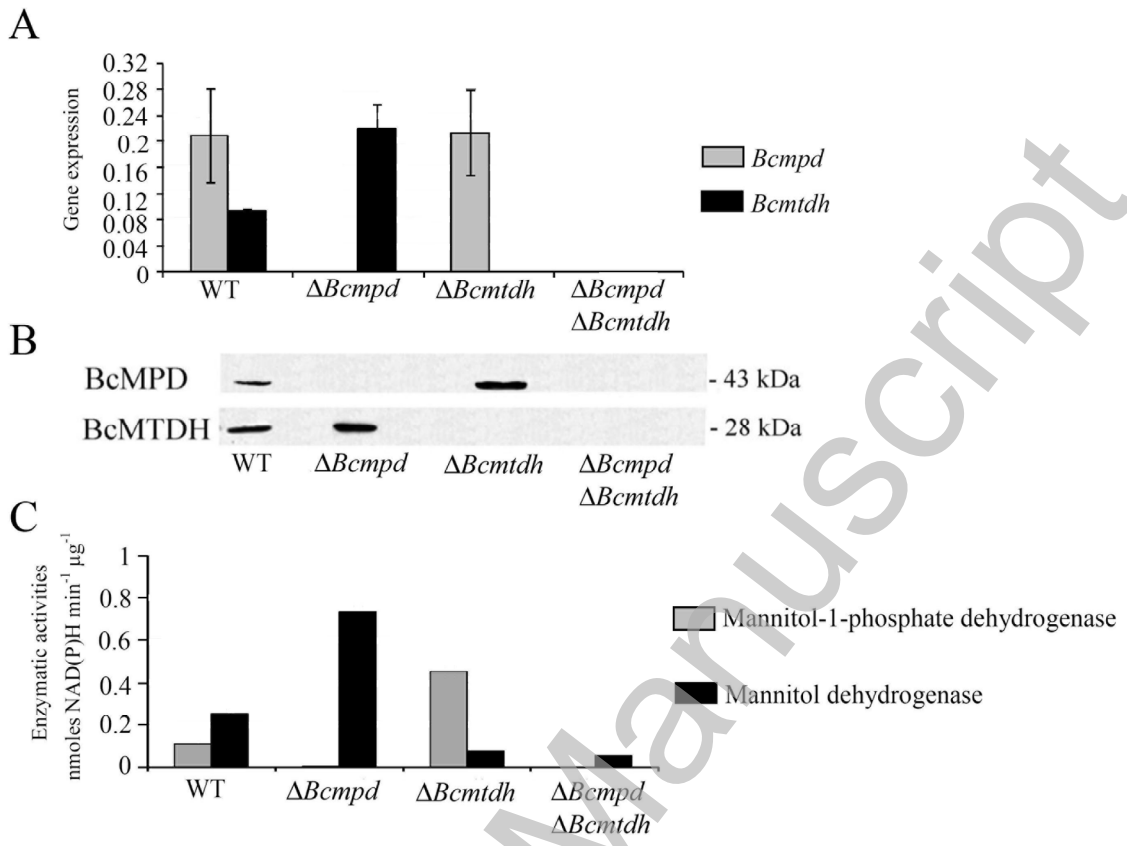 A
Gene expression
0.32
0.28
0.24
0.2
0.16
0.12
0.08
0.04
0
WT
ΔBcmpd
ΔBcmtdh
ΔBcmpd
ΔBcmtdh
Bcmpd
Bcmtdh
B
BcMPD
- 43 kDa
BcMTDH
- 28 kDa
WT
ΔBcmpd
ΔBcmtdh
ΔBcmpd
ΔBcmtdh
C
Enzymatic activities
nmoles NAD(P)H min⁻¹ µg⁻¹
1
0.8
0.6
0.4
0.2
0
WT
ΔBcmpd
ΔBcmtdh
ΔBcmpd
ΔBcmtdh
Mannitol-1-phosphate dehydrogenase
Mannitol dehydrogenase
Manuscript